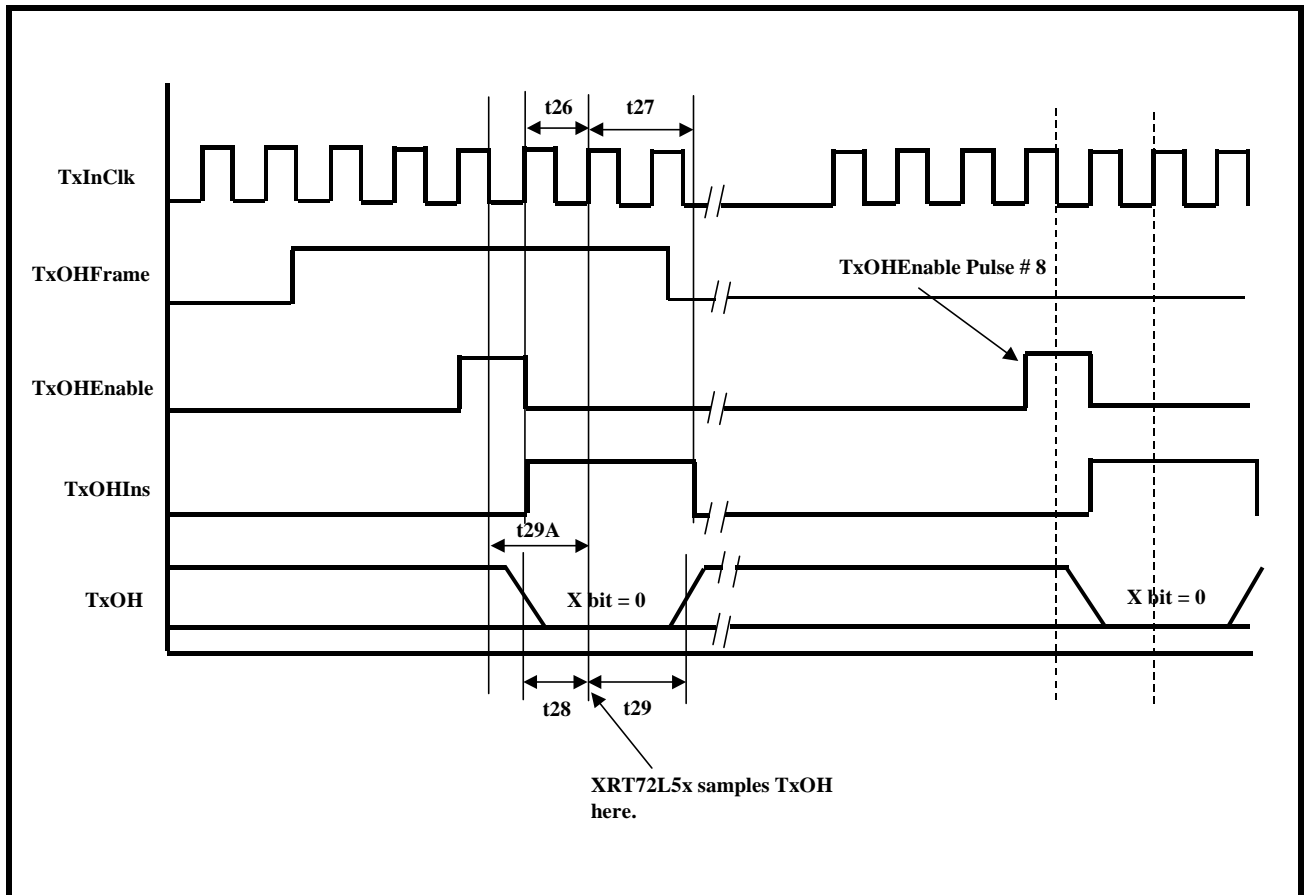 t26
t27
TxInClk
TxOHFrame
TxOHEnable Pulse # 8
TxOHEnable
TxOHIns
t29A
TxOH
X bit = 0
X bit = 0
t28
t29
XRT72L5x samples TxOH
here.